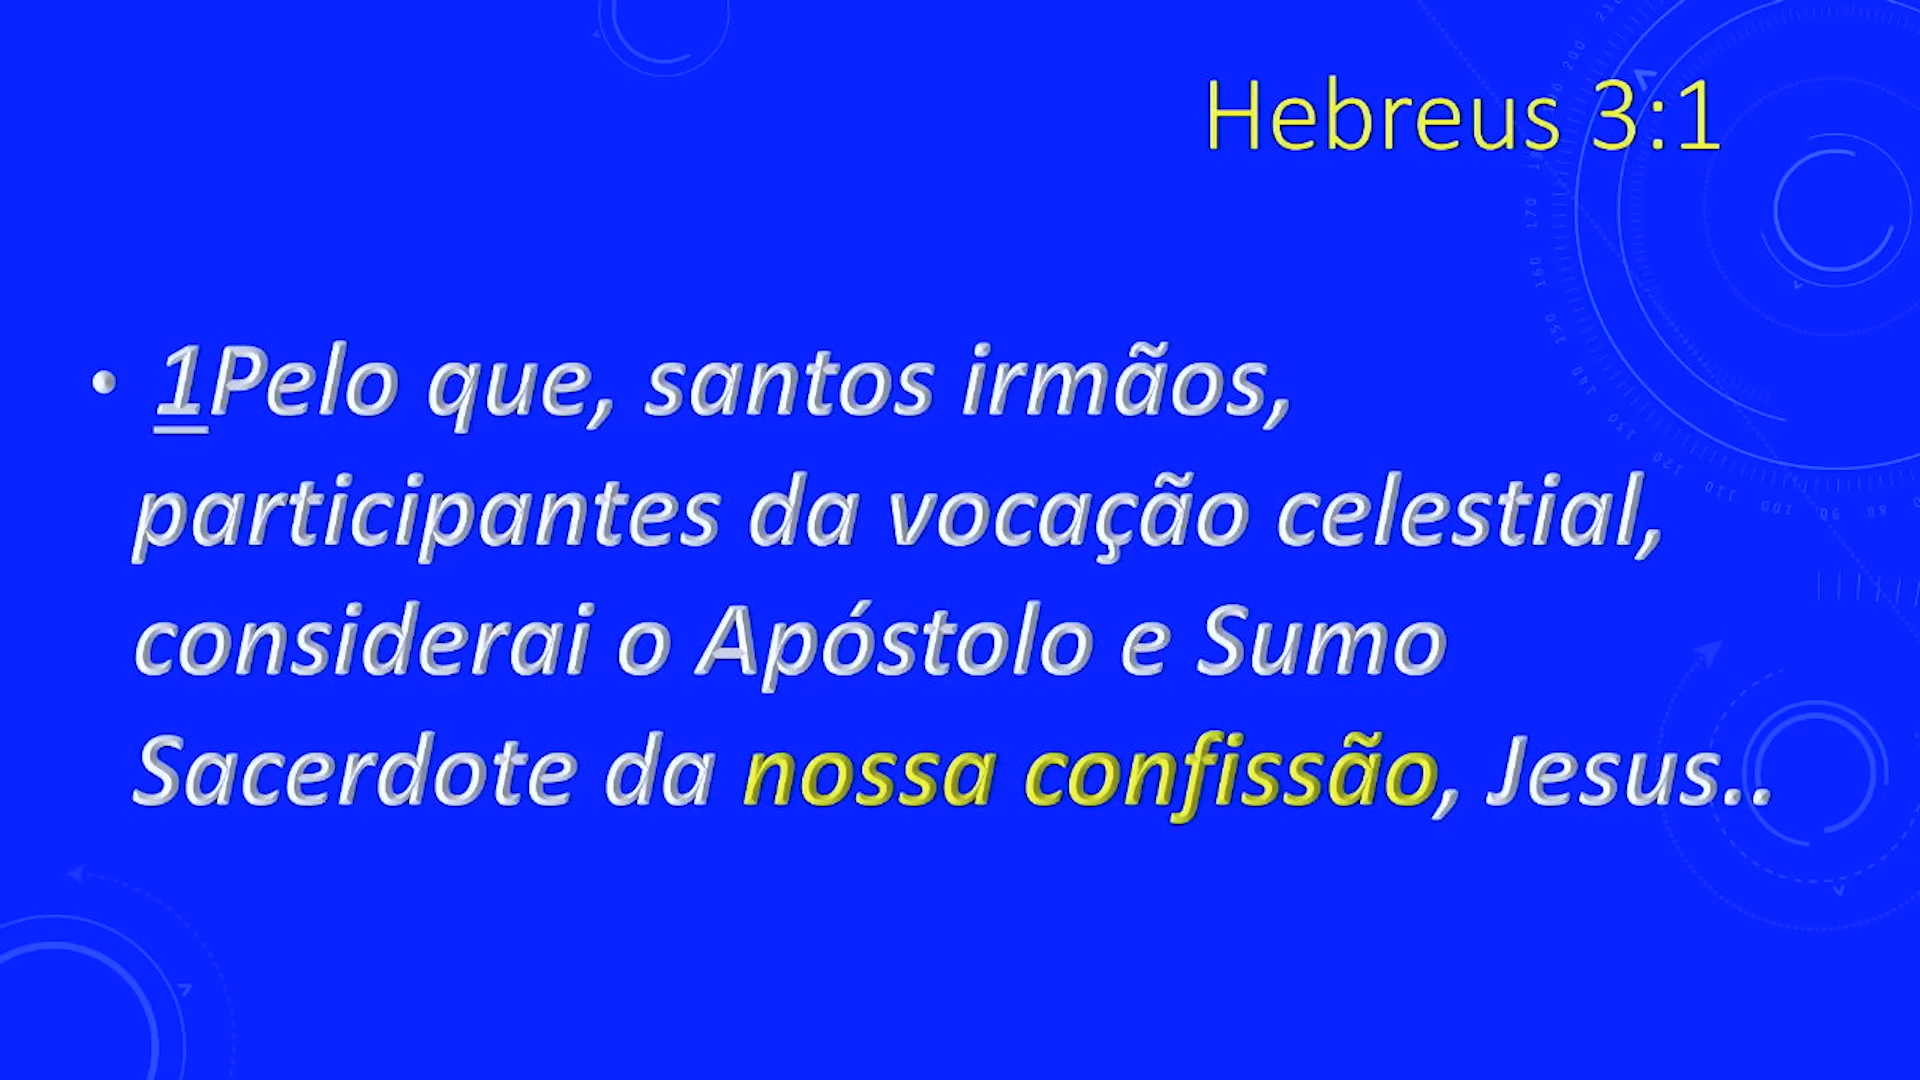 Hebreus 3:1
• 1Pelo que, santos irmãos,
participantes da vocação celestial,
considerai o Apóstolo e Sumo
Sacerdote da nossa confissão, Jesus..